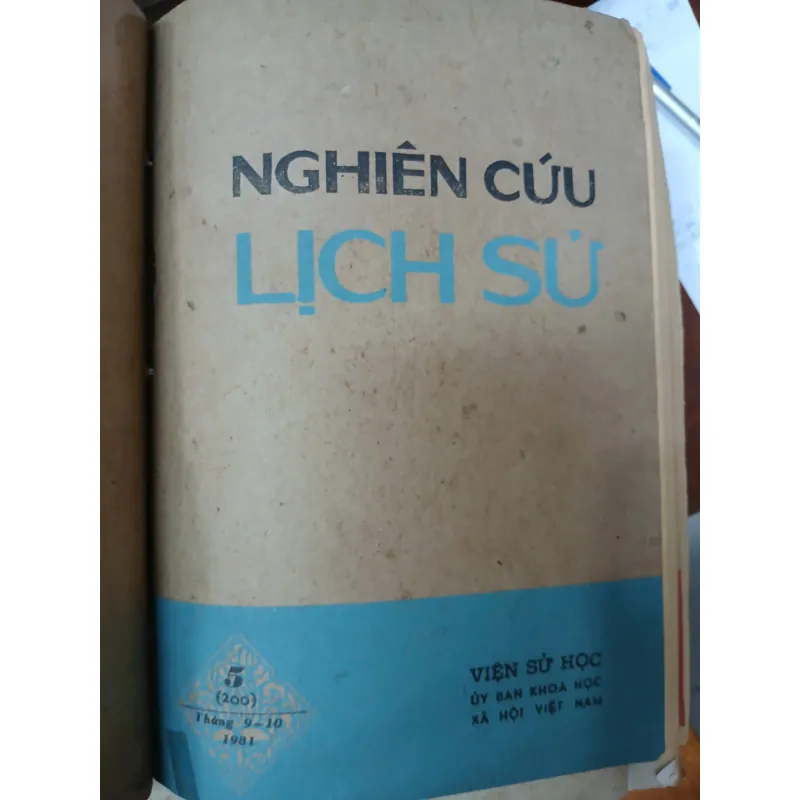 NGHIÊN CỨU
LỊCH SỬ
5
(200)
Tháng 9-10
1981
VIỆN SỬ HỌC
ỦY BAN KHOA HỌC
XÃ HỘI VIỆT NAM